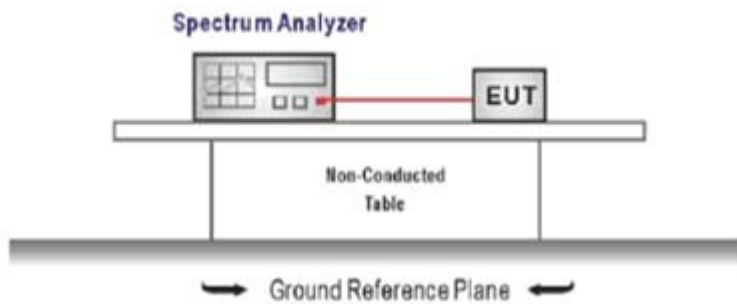 Spectrum Analyzer
EUT
Non-Conducted
Table
Ground Reference Plane